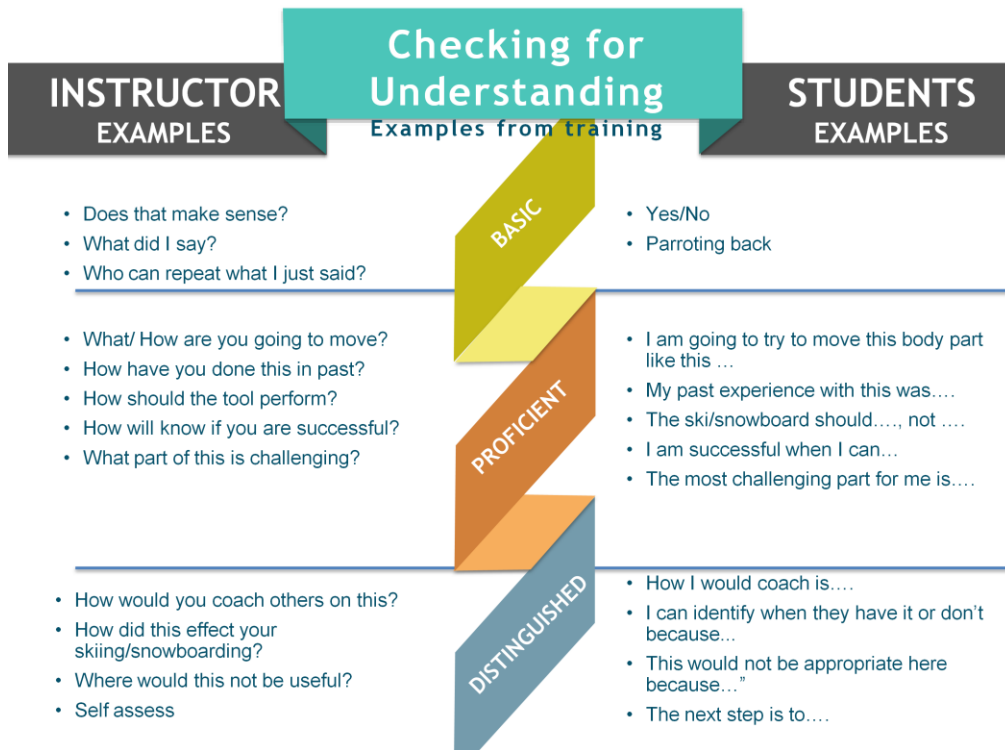 Checking for
Understanding
Examples from training
INSTRUCTOR
EXAMPLES
STUDENTS
EXAMPLES
BASIC
• Does that make sense?
• What did I say?
• Who can repeat what I just said?
• Yes/No
• Parroting back
PROFICIENT
• What/ How are you going to move?
• How have you done this in past?
• How should the tool perform?
• How will know if you are successful?
• What part of this is challenging?
• I am going to try to move this body part
like this ...
• My past experience with this was....
• The ski/snowboard should...., not ....
• I am successful when I can...
• The most challenging part for me is....
DISTINGUISHED
• How would you coach others on this?
• How did this effect your
skiing/snowboarding?
• Where would this not be useful?
• Self assess
• How I would coach is....
• I can identify when they have it or don't
because...
• This would not be appropriate here
because..."
• The next step is to....